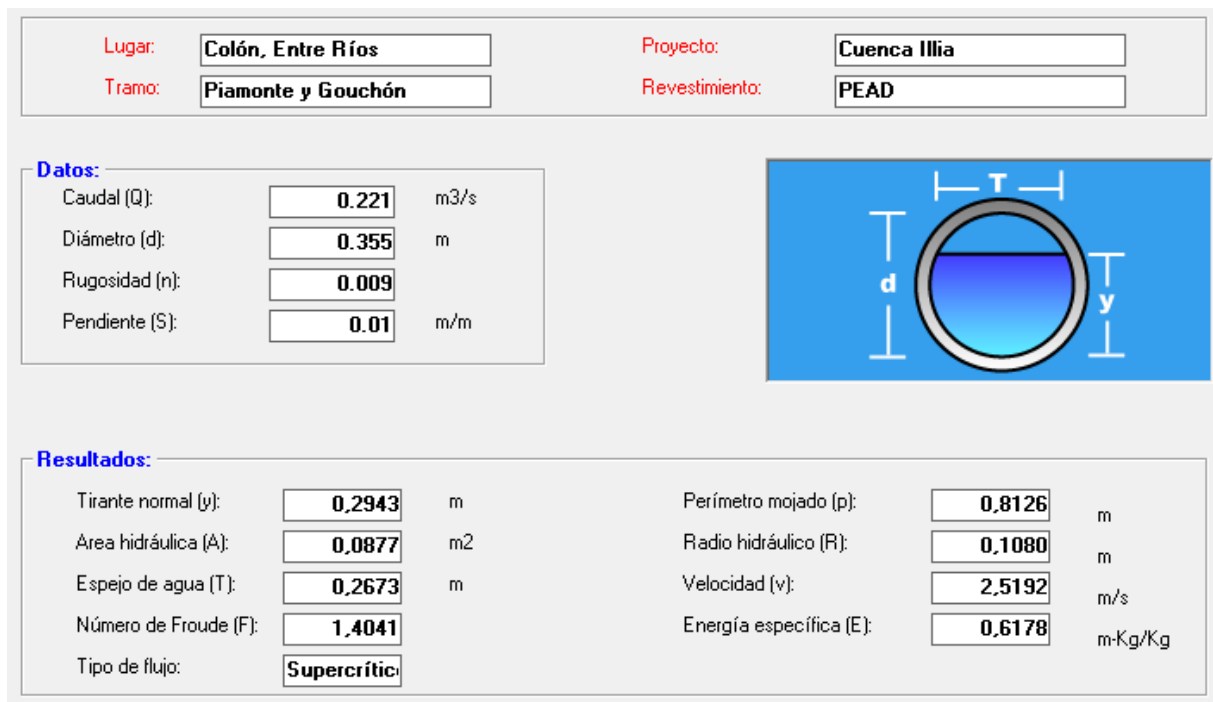 Lugar: Colón, Entre Ríos Proyecto: Cuenca Illia
Tramo: Piamonte y Gouchón Revestimiento: PEAD
Datos:
Caudal (Q): 0.221 m3/s
Diámetro (d): 0.355 m
Rugosidad (n): 0.009
Pendiente (S): 0.01 m/m
T
d
y
Resultados:
Tirante normal (y): 0,2943 m Perímetro mojado (p): 0,8126 m
Area hidráulica (A): 0,0877 m2 Radio hidráulico (R): 0,1080 m
Espejo de agua (T): 0,2673 m Velocidad (v): 2,5192 m/s
Número de Froude (F): 1,4041 Energía específica (E): 0,6178 m-Kg/Kg
Tipo de flujo: Supercrític